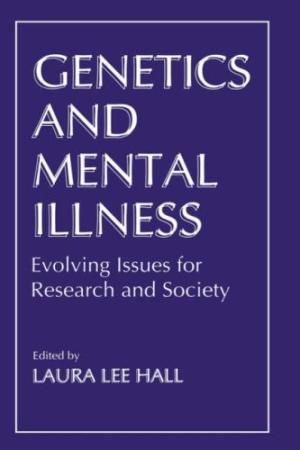 GENETICS
AND
MENTAL
ILLNESS
Evolving Issues for
Research and Society
Edited by
LAURA LEE HALL